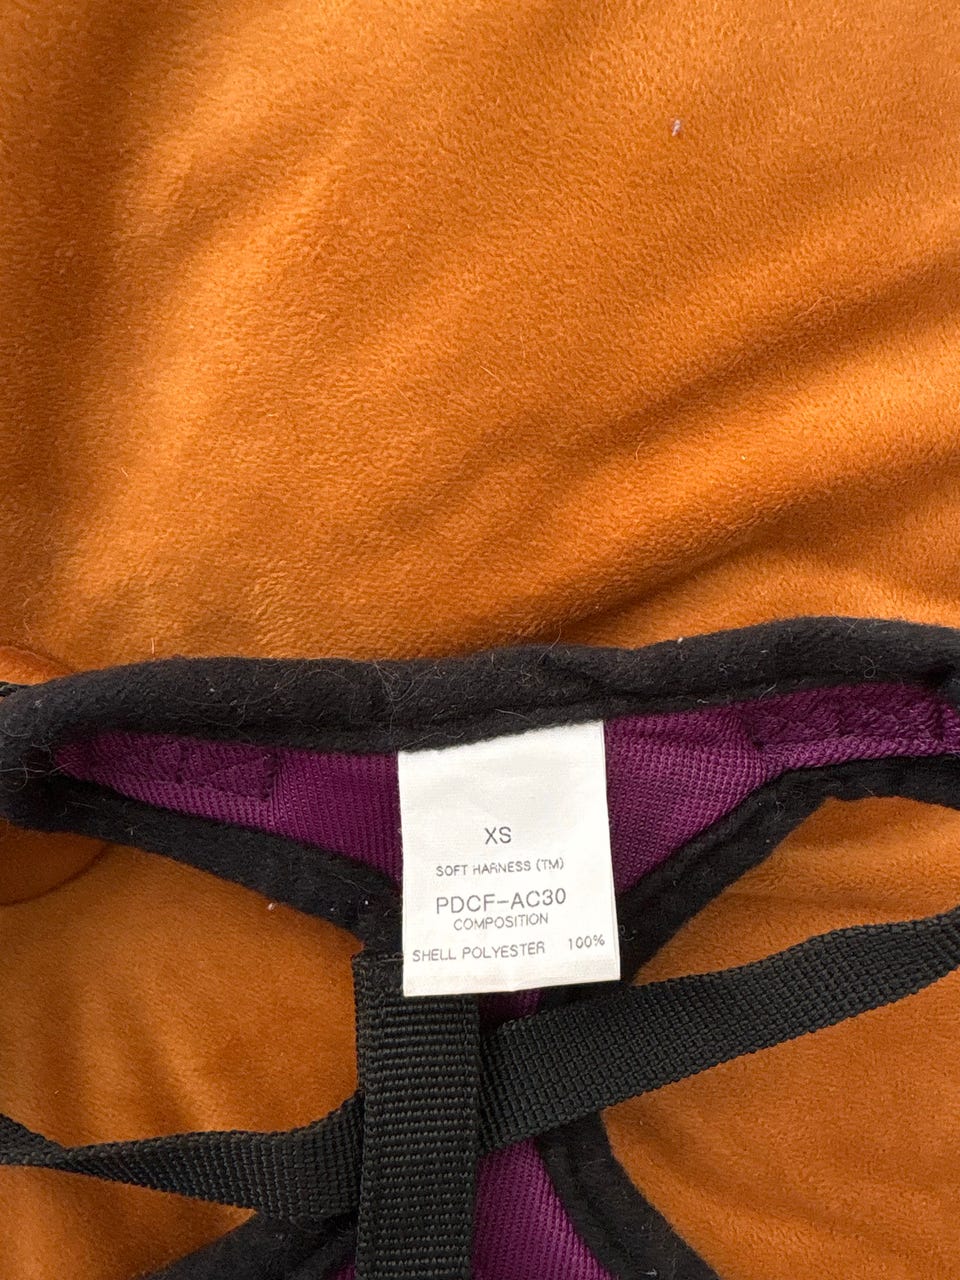 XS
SOFT HARNESS (TM)
PDCF-AC30
COMPOSITION
SHELL POLYESTER 100%